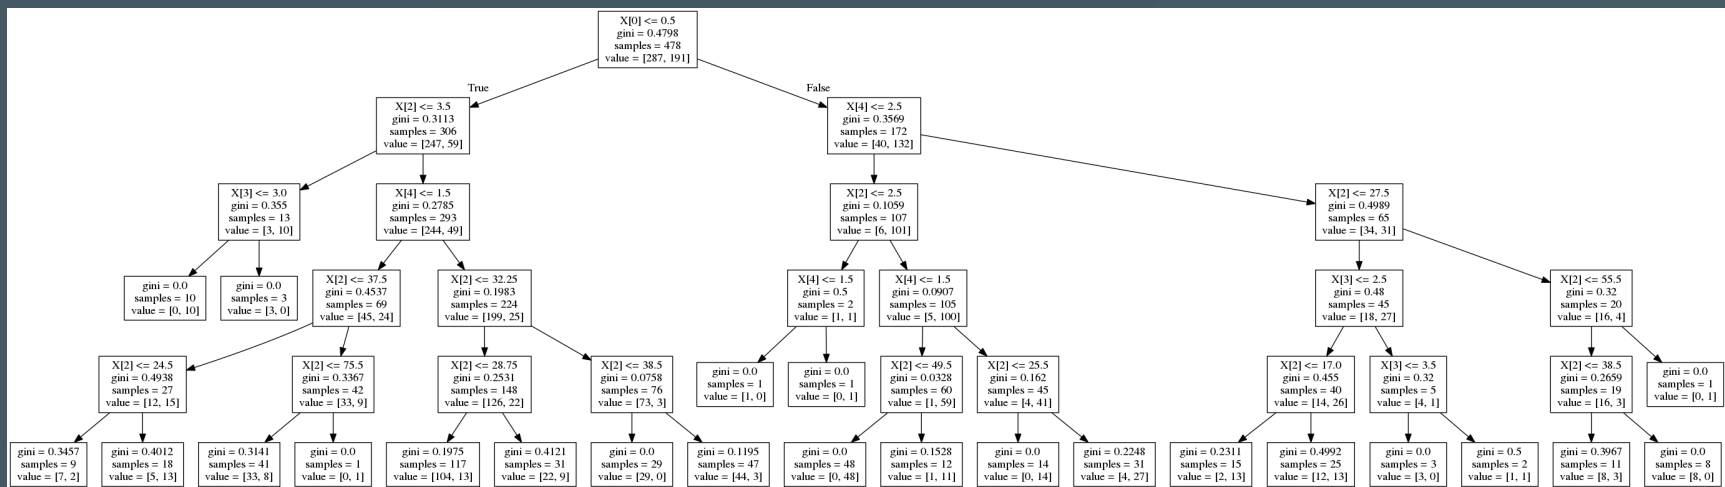 X[0] <= 0.5
gini = 0.4798
samples = 478
value = [287, 191]
True
False
X[2] <= 3.5
gini = 0.3113
samples = 306
value = [247, 59]
X[4] <= 2.5
gini = 0.3569
samples = 172
value = [40, 132]
X[3] <= 3.0
gini = 0.355
samples = 13
value = [3, 10]
X[4] <= 1.5
gini = 0.2785
samples = 293
value = [244, 49]
X[2] <= 2.5
gini = 0.1059
samples = 107
value = [6, 101]
X[2] <= 27.5
gini = 0.4989
samples = 65
value = [34, 31]
gini = 0.0
samples = 10
value = [0, 10]
gini = 0.0
samples = 3
value = [3, 0]
X[2] <= 37.5
gini = 0.4537
samples = 69
value = [45, 24]
X[2] <= 32.25
gini = 0.1983
samples = 224
value = [199, 25]
X[4] <= 1.5
gini = 0.5
samples = 2
value = [1, 1]
X[4] <= 1.5
gini = 0.0907
samples = 105
value = [5, 100]
X[3] <= 2.5
gini = 0.48
samples = 45
value = [18, 27]
X[2] <= 55.5
gini = 0.32
samples = 20
value = [16, 4]
X[2] <= 24.5
gini = 0.4938
samples = 27
value = [12, 15]
X[2] <= 75.5
gini = 0.3367
samples = 42
value = [33, 9]
X[2] <= 28.75
gini = 0.2531
samples = 148
value = [126, 22]
X[2] <= 38.5
gini = 0.0758
samples = 76
value = [73, 3]
gini = 0.0
samples = 1
value = [1, 0]
gini = 0.0
samples = 1
value = [0, 1]
X[2] <= 49.5
gini = 0.0328
samples = 60
value = [1, 59]
X[2] <= 25.5
gini = 0.162
samples = 45
value = [4, 41]
X[2] <= 17.0
gini = 0.455
samples = 40
value = [14, 26]
X[3] <= 3.5
gini = 0.32
samples = 5
value = [4, 1]
X[2] <= 38.5
gini = 0.2659
samples = 19
value = [16, 3]
gini = 0.0
samples = 1
value = [0, 1]
gini = 0.3457
samples = 9
value = [7, 2]
gini = 0.4012
samples = 18
value = [5, 13]
gini = 0.3141
samples = 41
value = [33, 8]
gini = 0.0
samples = 1
value = [0, 1]
gini = 0.1975
samples = 117
value = [104, 13]
gini = 0.4121
samples = 31
value = [22, 9]
gini = 0.0
samples = 29
value = [29, 0]
gini = 0.1195
samples = 47
value = [44, 3]
gini = 0.0
samples = 48
value = [0, 48]
gini = 0.1528
samples = 12
value = [1, 11]
gini = 0.0
samples = 14
value = [0, 14]
gini = 0.2248
samples = 31
value = [4, 27]
gini = 0.2311
samples = 15
value = [2, 13]
gini = 0.4992
samples = 25
value = [12, 13]
gini = 0.0
samples = 3
value = [3, 0]
gini = 0.5
samples = 2
value = [1, 1]
gini = 0.3967
samples = 11
value = [8, 3]
gini = 0.0
samples = 8
value = [8, 0]